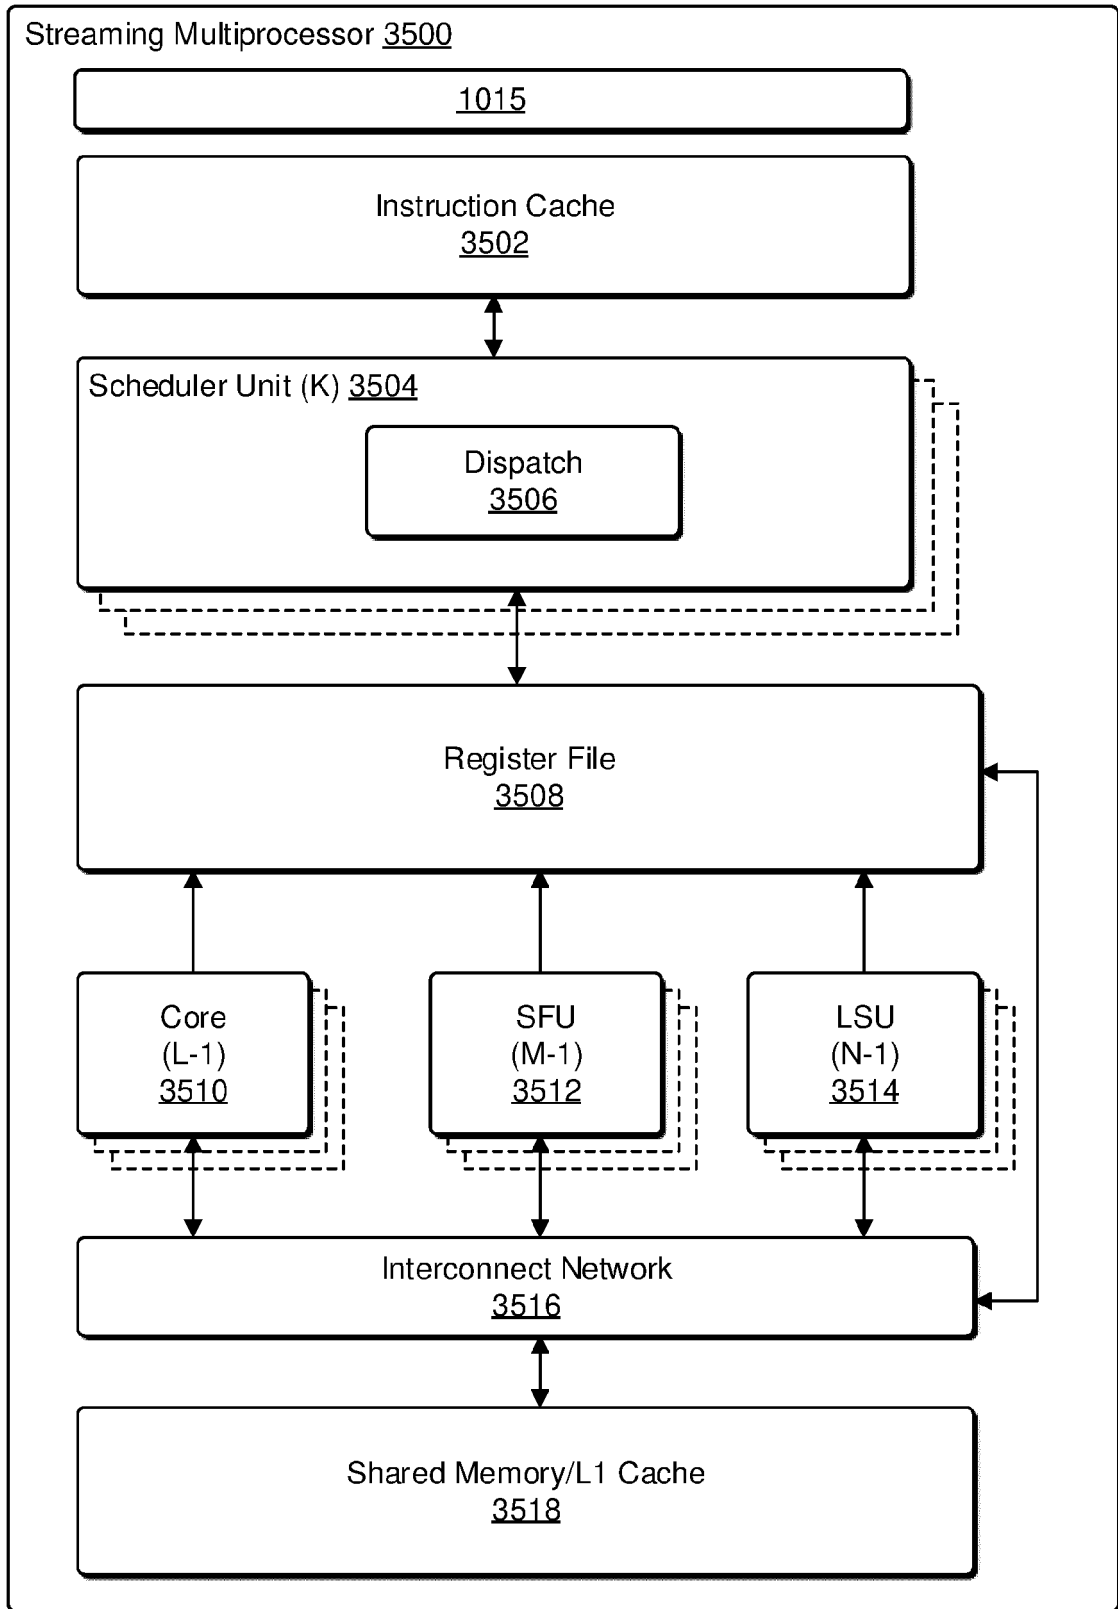 Streaming Multiprocessor 3500
1015
Instruction Cache
3502
Scheduler Unit (K) 3504
Dispatch
3506
Register File
3508
Core
(L-1)
3510
SFU
(M-1)
3512
LSU
(N-1)
3514
Interconnect Network
3516
Shared Memory/L1 Cache
3518